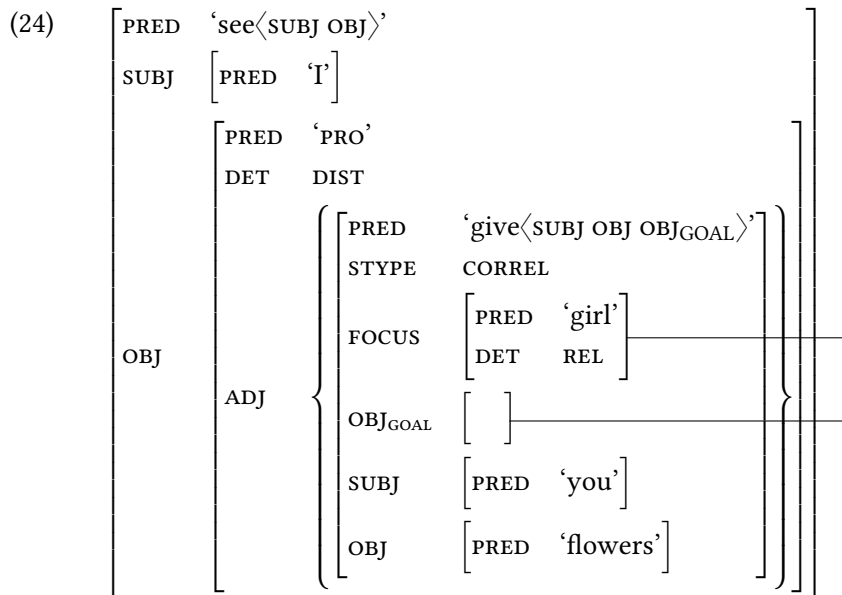 (24)
PRED ‘see⟨SUBJ OBJ⟩’
SUBJ [PRED ‘I’]
PRED ‘PRO’
DET DIST
PRED ‘give⟨SUBJ OBJ OBJGOAL⟩’
STYPE CORREL
FOCUS [PRED ‘girl’
DET REL]
OBJ
ADJ
OBJGOAL [ ]
SUBJ [PRED ‘you’]
OBJ [PRED ‘flowers’]